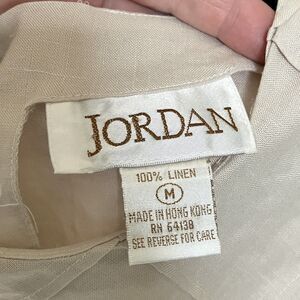 JORDAN
100% LINEN
M
MADE IN HONG KONG
RN 64138
SEE REVERSE FOR CARE